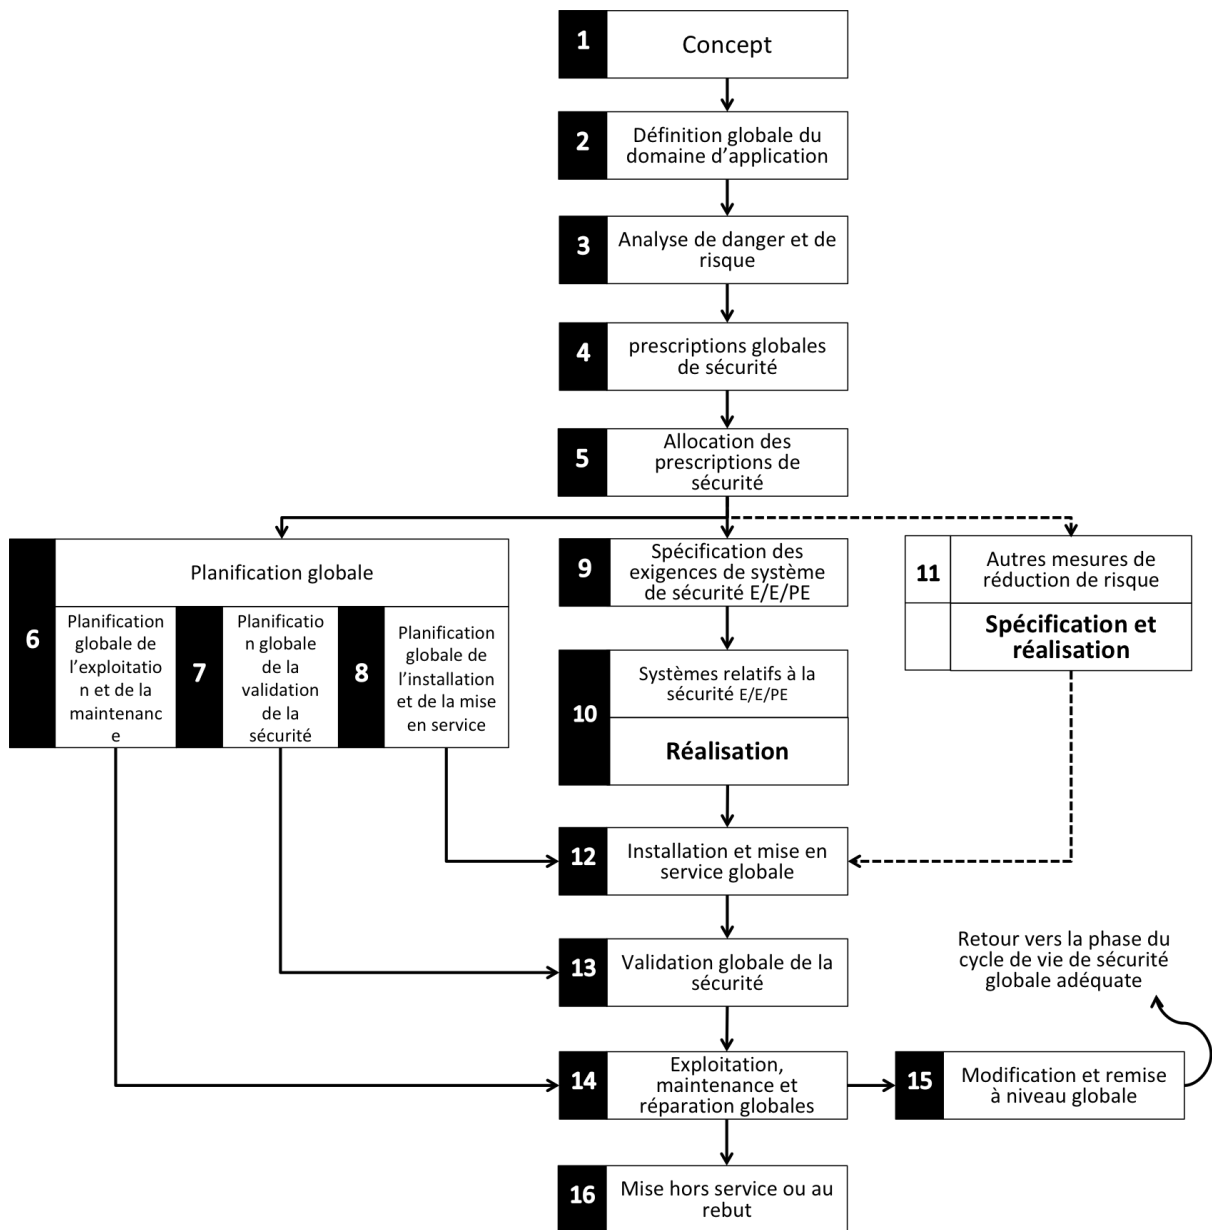 1
Concept
2
Définition globale du
domaine d’application
3
Analyse de danger et de
risque
4
prescriptions globales
de sécurité
5
Allocation des
prescriptions de
sécurité
Planification globale
6
Planification
globale de
l’exploitatio
n et de la
maintenanc
e
7
Planificatio
n globale
de la
validation
de la
sécurité
8
Planification
globale de
l’installation
et de la mise
en service
9
Spécification des
exigences de système
de sécurité E/E/PE
10
Systèmes relatifs à la
sécurité E/E/PE
Réalisation
11
Autres mesures de
réduction de risque
Spécification et
réalisation
12
Installation et mise en
service globale
13
Validation globale de la
sécurité
Retour vers la phase du
cycle de vie de sécurité
globale adéquate
14
Exploitation,
maintenance et
réparation globales
15
Modification et remise
à niveau globale
16
Mise hors service ou au
rebut